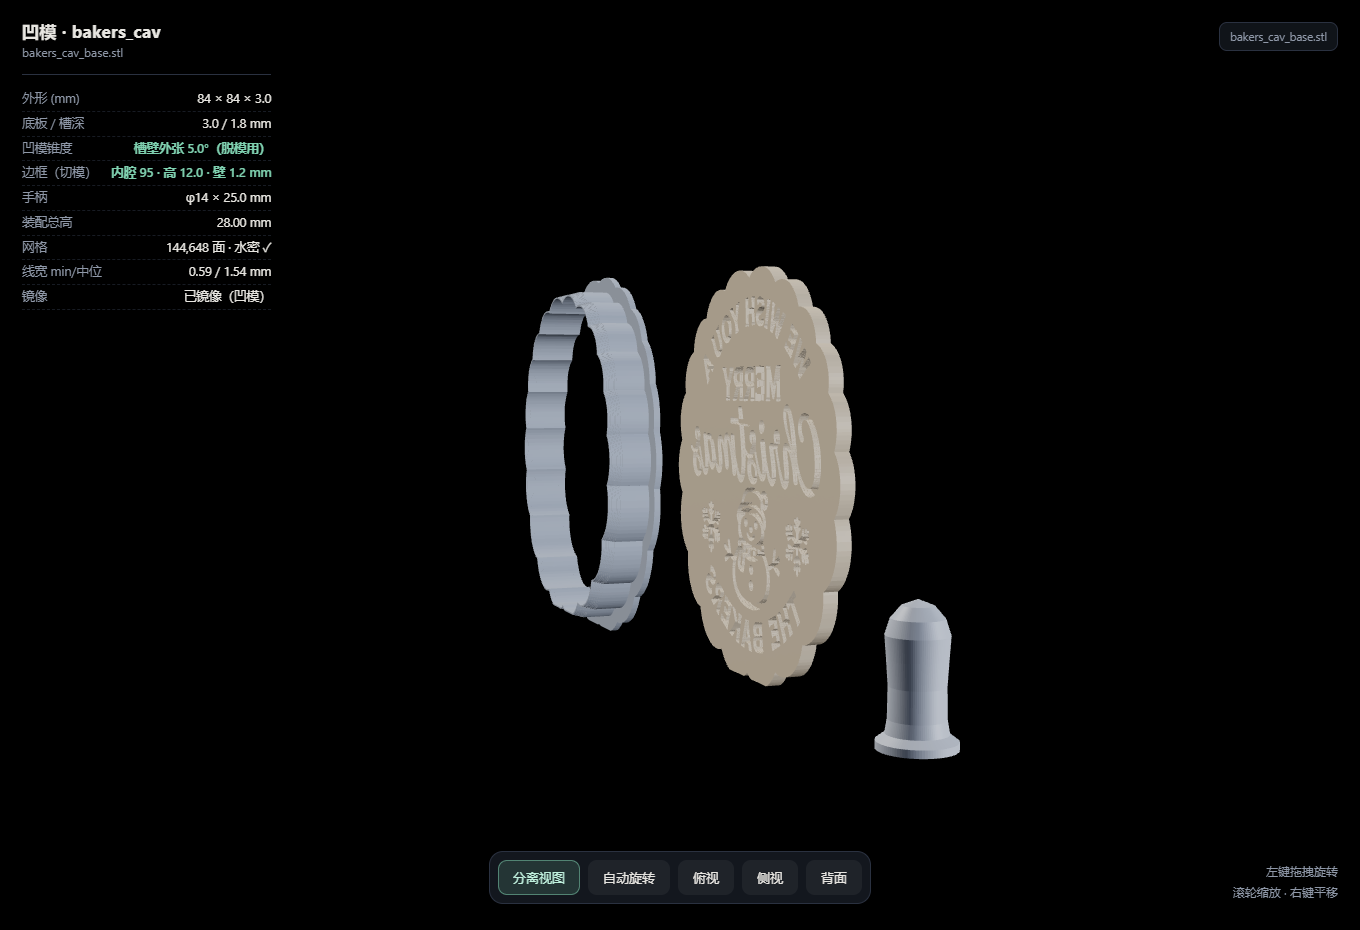 凹模 · bakers_cav
bakers_cav_base.stl
bakers_cav_base.stl
外形 (mm) 84 × 84 × 3.0
底板 / 槽深 3.0 / 1.8 mm
凹模锥度 槽壁外张 5.0°（脱模用）
边框（切模） 内腔 95 · 高 12.0 · 壁 1.2 mm
手柄 φ14 × 25.0 mm
装配总高 28.00 mm
网格 144,648 面 · 水密 ✓
线宽 min/中位 0.59 / 1.54 mm
镜像 已镜像（凹模）
WISH YOU A
MERRY
Christmas
THE BAKERS
分离视图 自动旋转 俯视 侧视 背面
左键拖拽旋转
滚轮缩放 · 右键平移